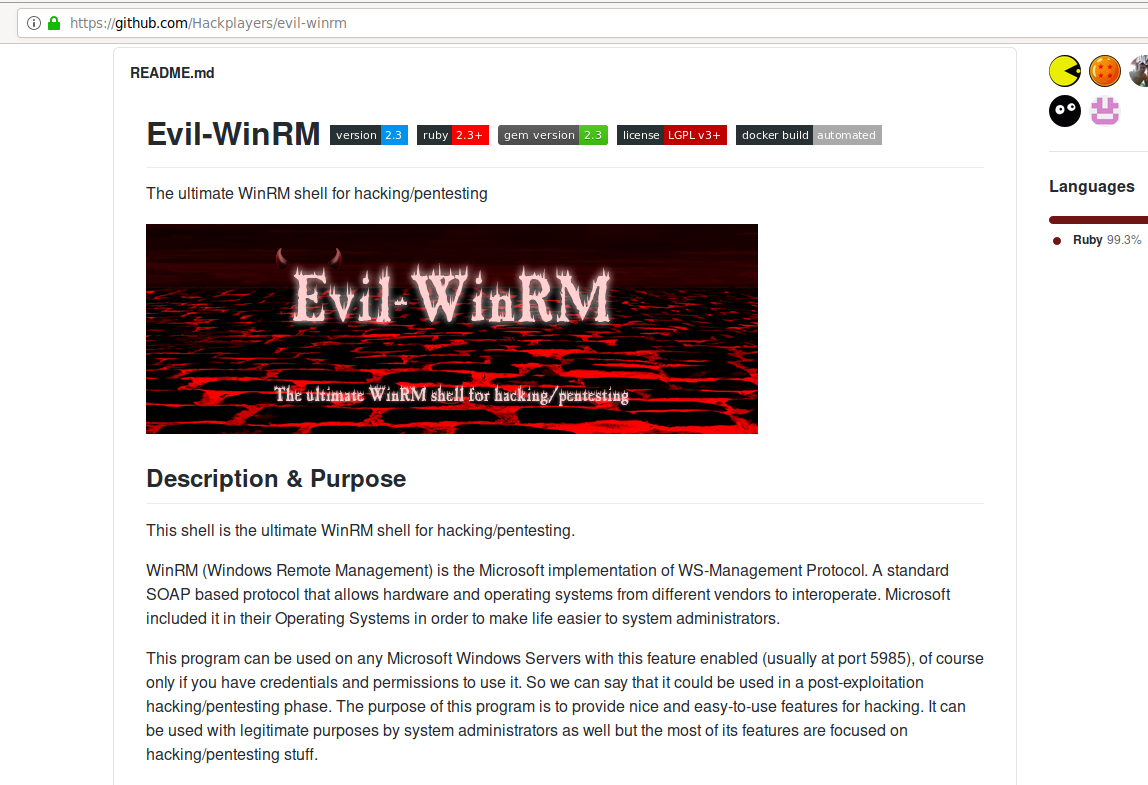 https://github.com/Hackplayers/evil-winrm
README.md
Evil-WinRM version 2.3 ruby 2.3+ gem version 2.3 license LGPL v3+ docker build automated
The ultimate WinRM shell for hacking/pentesting
Evil-WinRM
The ultimate WinRM shell for hacking/pentesting
Description & Purpose
This shell is the ultimate WinRM shell for hacking/pentesting.
WinRM (Windows Remote Management) is the Microsoft implementation of WS-Management Protocol. A standard
SOAP based protocol that allows hardware and operating systems from different vendors to interoperate. Microsoft
included it in their Operating Systems in order to make life easier to system administrators.
This program can be used on any Microsoft Windows Servers with this feature enabled (usually at port 5985), of course
only if you have credentials and permissions to use it. So we can say that it could be used in a post-exploitation
hacking/pentesting phase. The purpose of this program is to provide nice and easy-to-use features for hacking. It can
be used with legitimate purposes by system administrators as well but the most of its features are focused on
hacking/pentesting stuff.
Languages
Ruby 99.3%